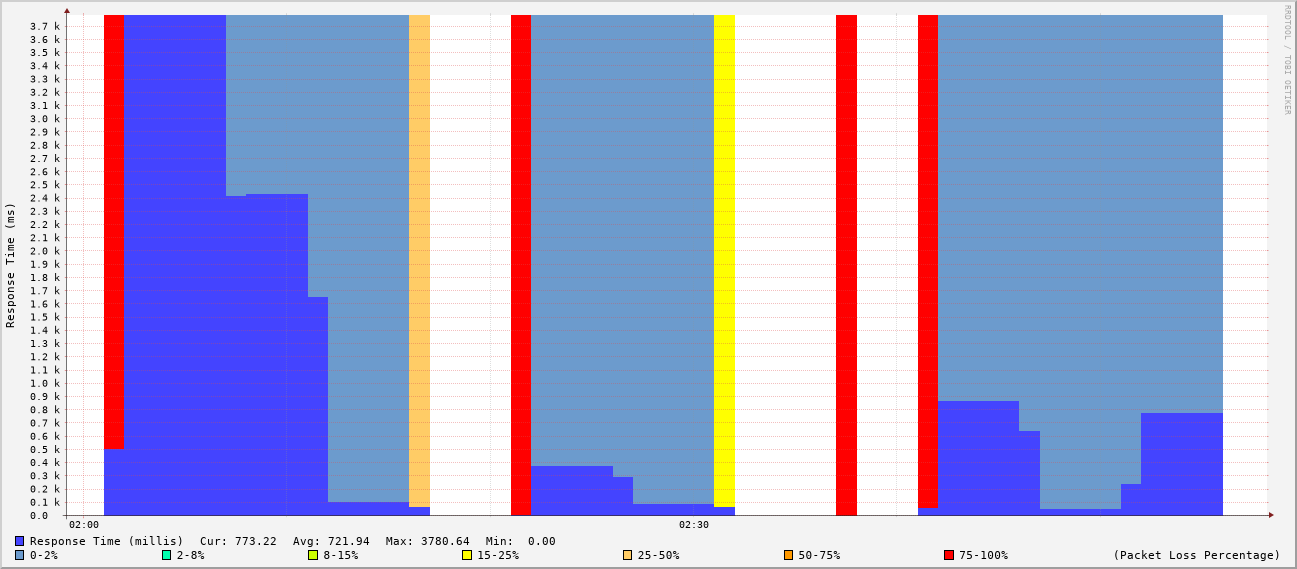 RRDTOOL / TOBI OETIKER
Response Time (ms)
3.7 k
3.6 k
3.5 k
3.4 k
3.3 k
3.2 k
3.1 k
3.0 k
2.9 k
2.8 k
2.7 k
2.6 k
2.5 k
2.4 k
2.3 k
2.2 k
2.1 k
2.0 k
1.9 k
1.8 k
1.7 k
1.6 k
1.5 k
1.4 k
1.3 k
1.2 k
1.1 k
1.0 k
0.9 k
0.8 k
0.7 k
0.6 k
0.5 k
0.4 k
0.3 k
0.2 k
0.1 k
0.0
02:00 02:30
Response Time (millis) Cur: 773.22 Avg: 721.94 Max: 3780.64 Min: 0.00
0-2% 2-8% 8-15% 15-25% 25-50% 50-75% 75-100% (Packet Loss Percentage)